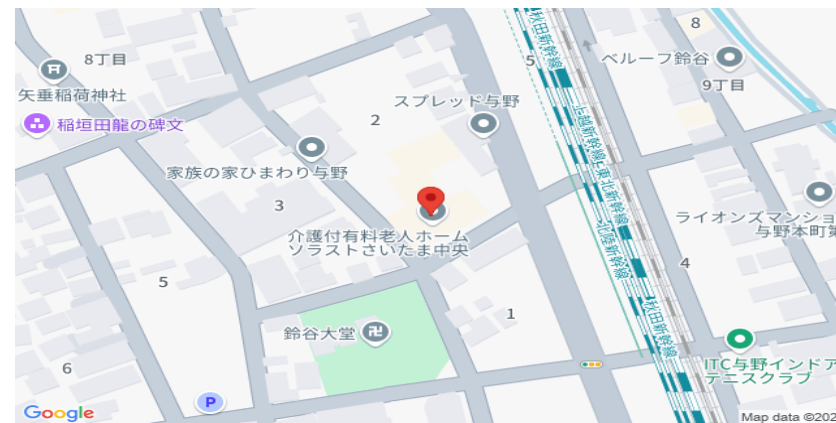 8丁目
矢垂稲荷神社
稲垣田龍の碑文
家族の家ひまわり与野
3
2
スプレッド与野
介護付有料老人ホーム
ソラストさいたま中央
5
6
鈴谷大堂
卍
1
P
5
秋田新幹線
上越新幹線
東北新幹線
北陸新幹線
秋田新幹線
8
ベルーフ鈴谷
9丁目
ライオンズマンショ
与野本町第
4
ITC与野インドア
テニスクラブ
Google
Map data ©202